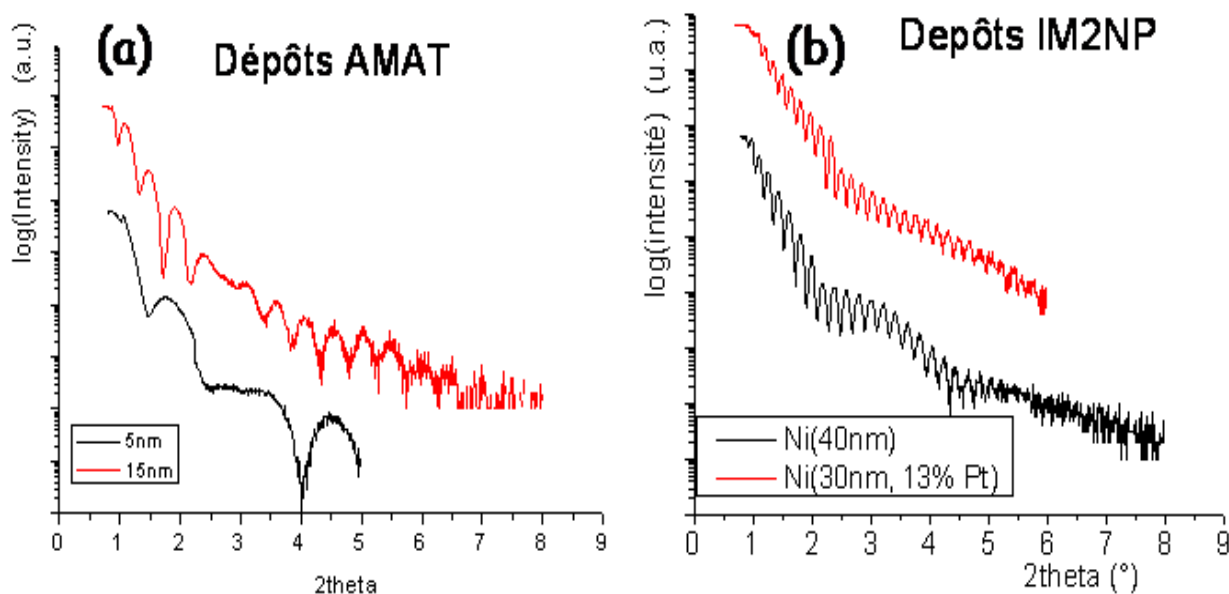 (a) Dépôts AMAT
log(Intensity) (a.u.)
5nm
15nm
0 1 2 3 4 5 6 7 8 9
2theta
(b) Depôts IM2NP
log(intensité) (u.a.)
Ni(40nm)
Ni(30nm, 13% Pt)
0 1 2 3 4 5 6 7 8 9
2theta (°)